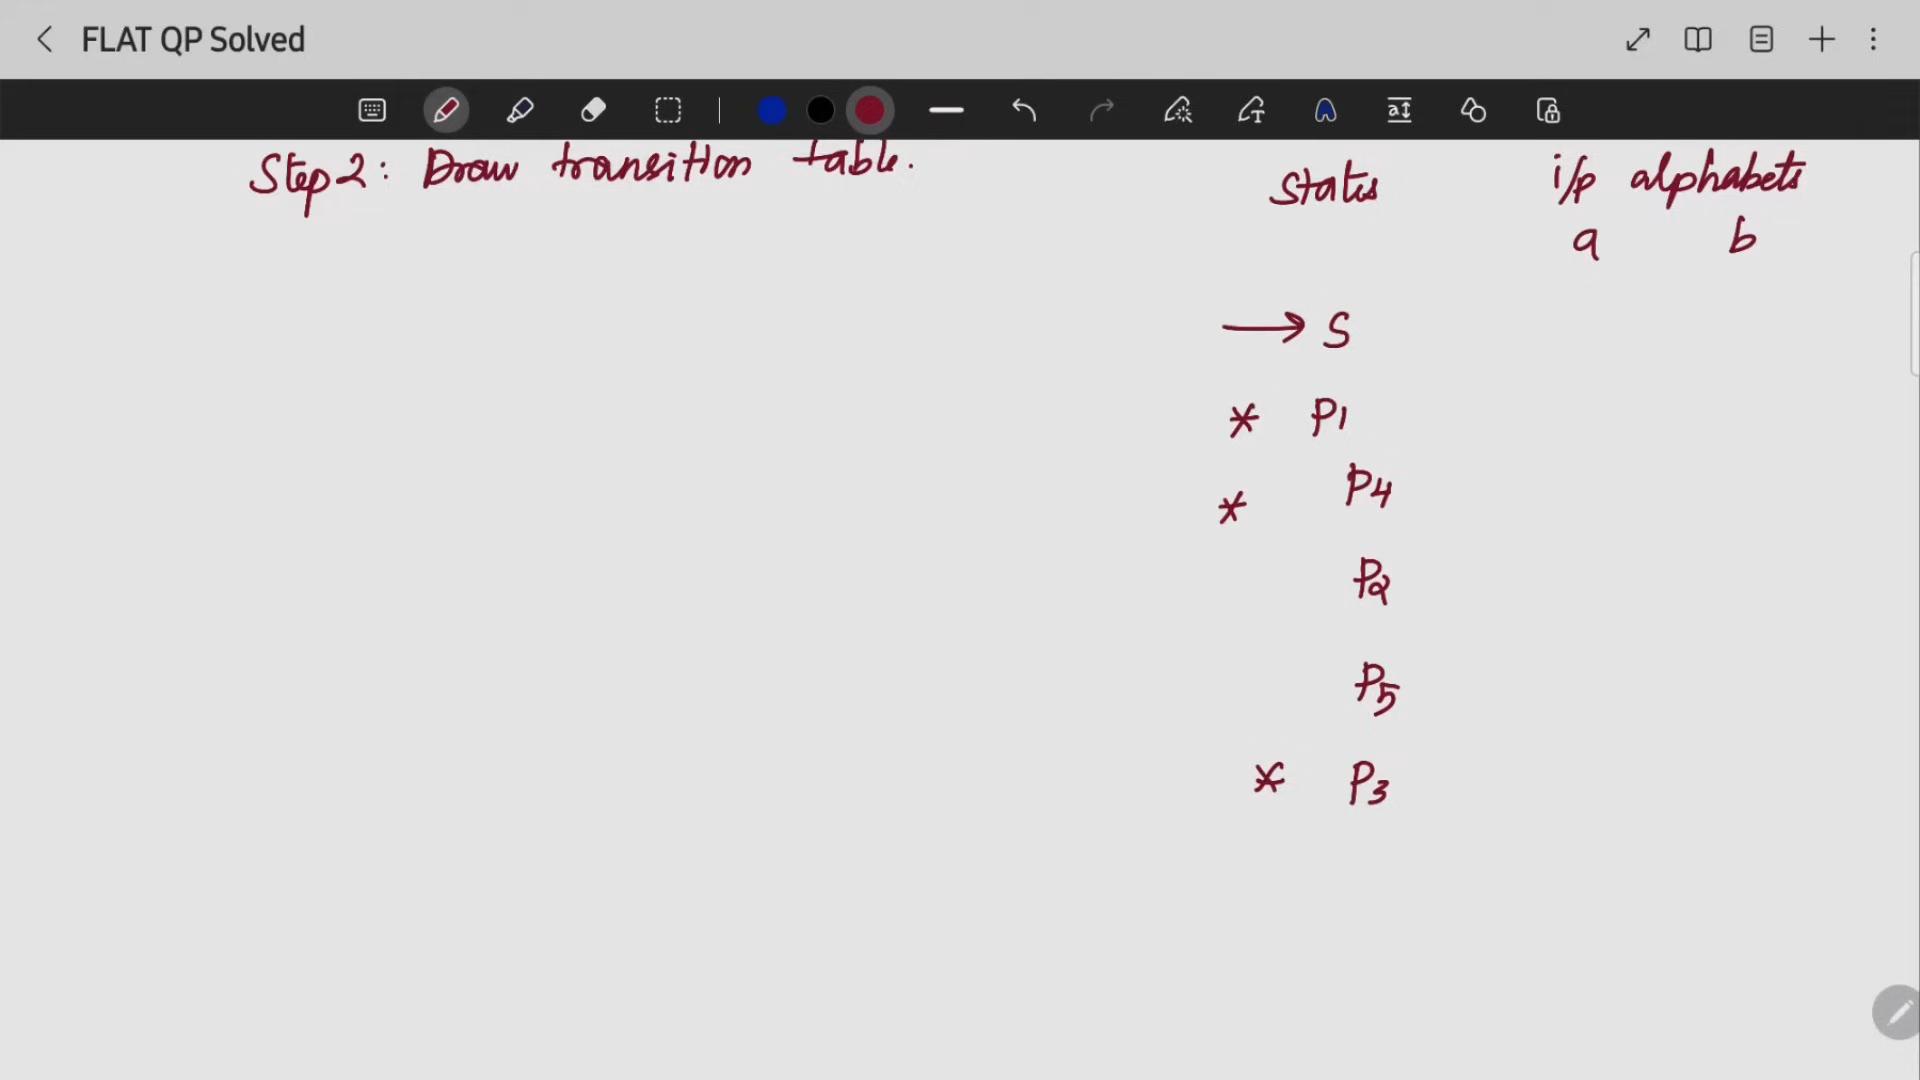 FLAT QP Solved
Step 2: Draw transition table.
States i/p alphabets
a b
→ S
* P1
* P4
P2
P5
* P3